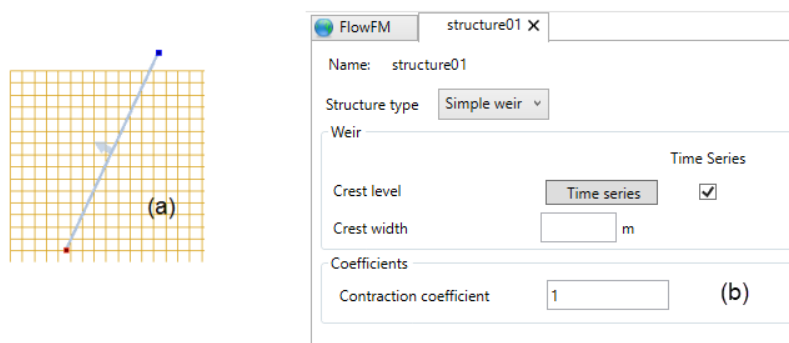 (a)
FlowFM structure01
Name: structure01
Structure type Simple weir
Weir
Time Series
Crest level Time series
Crest width m
Coefficients
Contraction coefficient 1 (b)